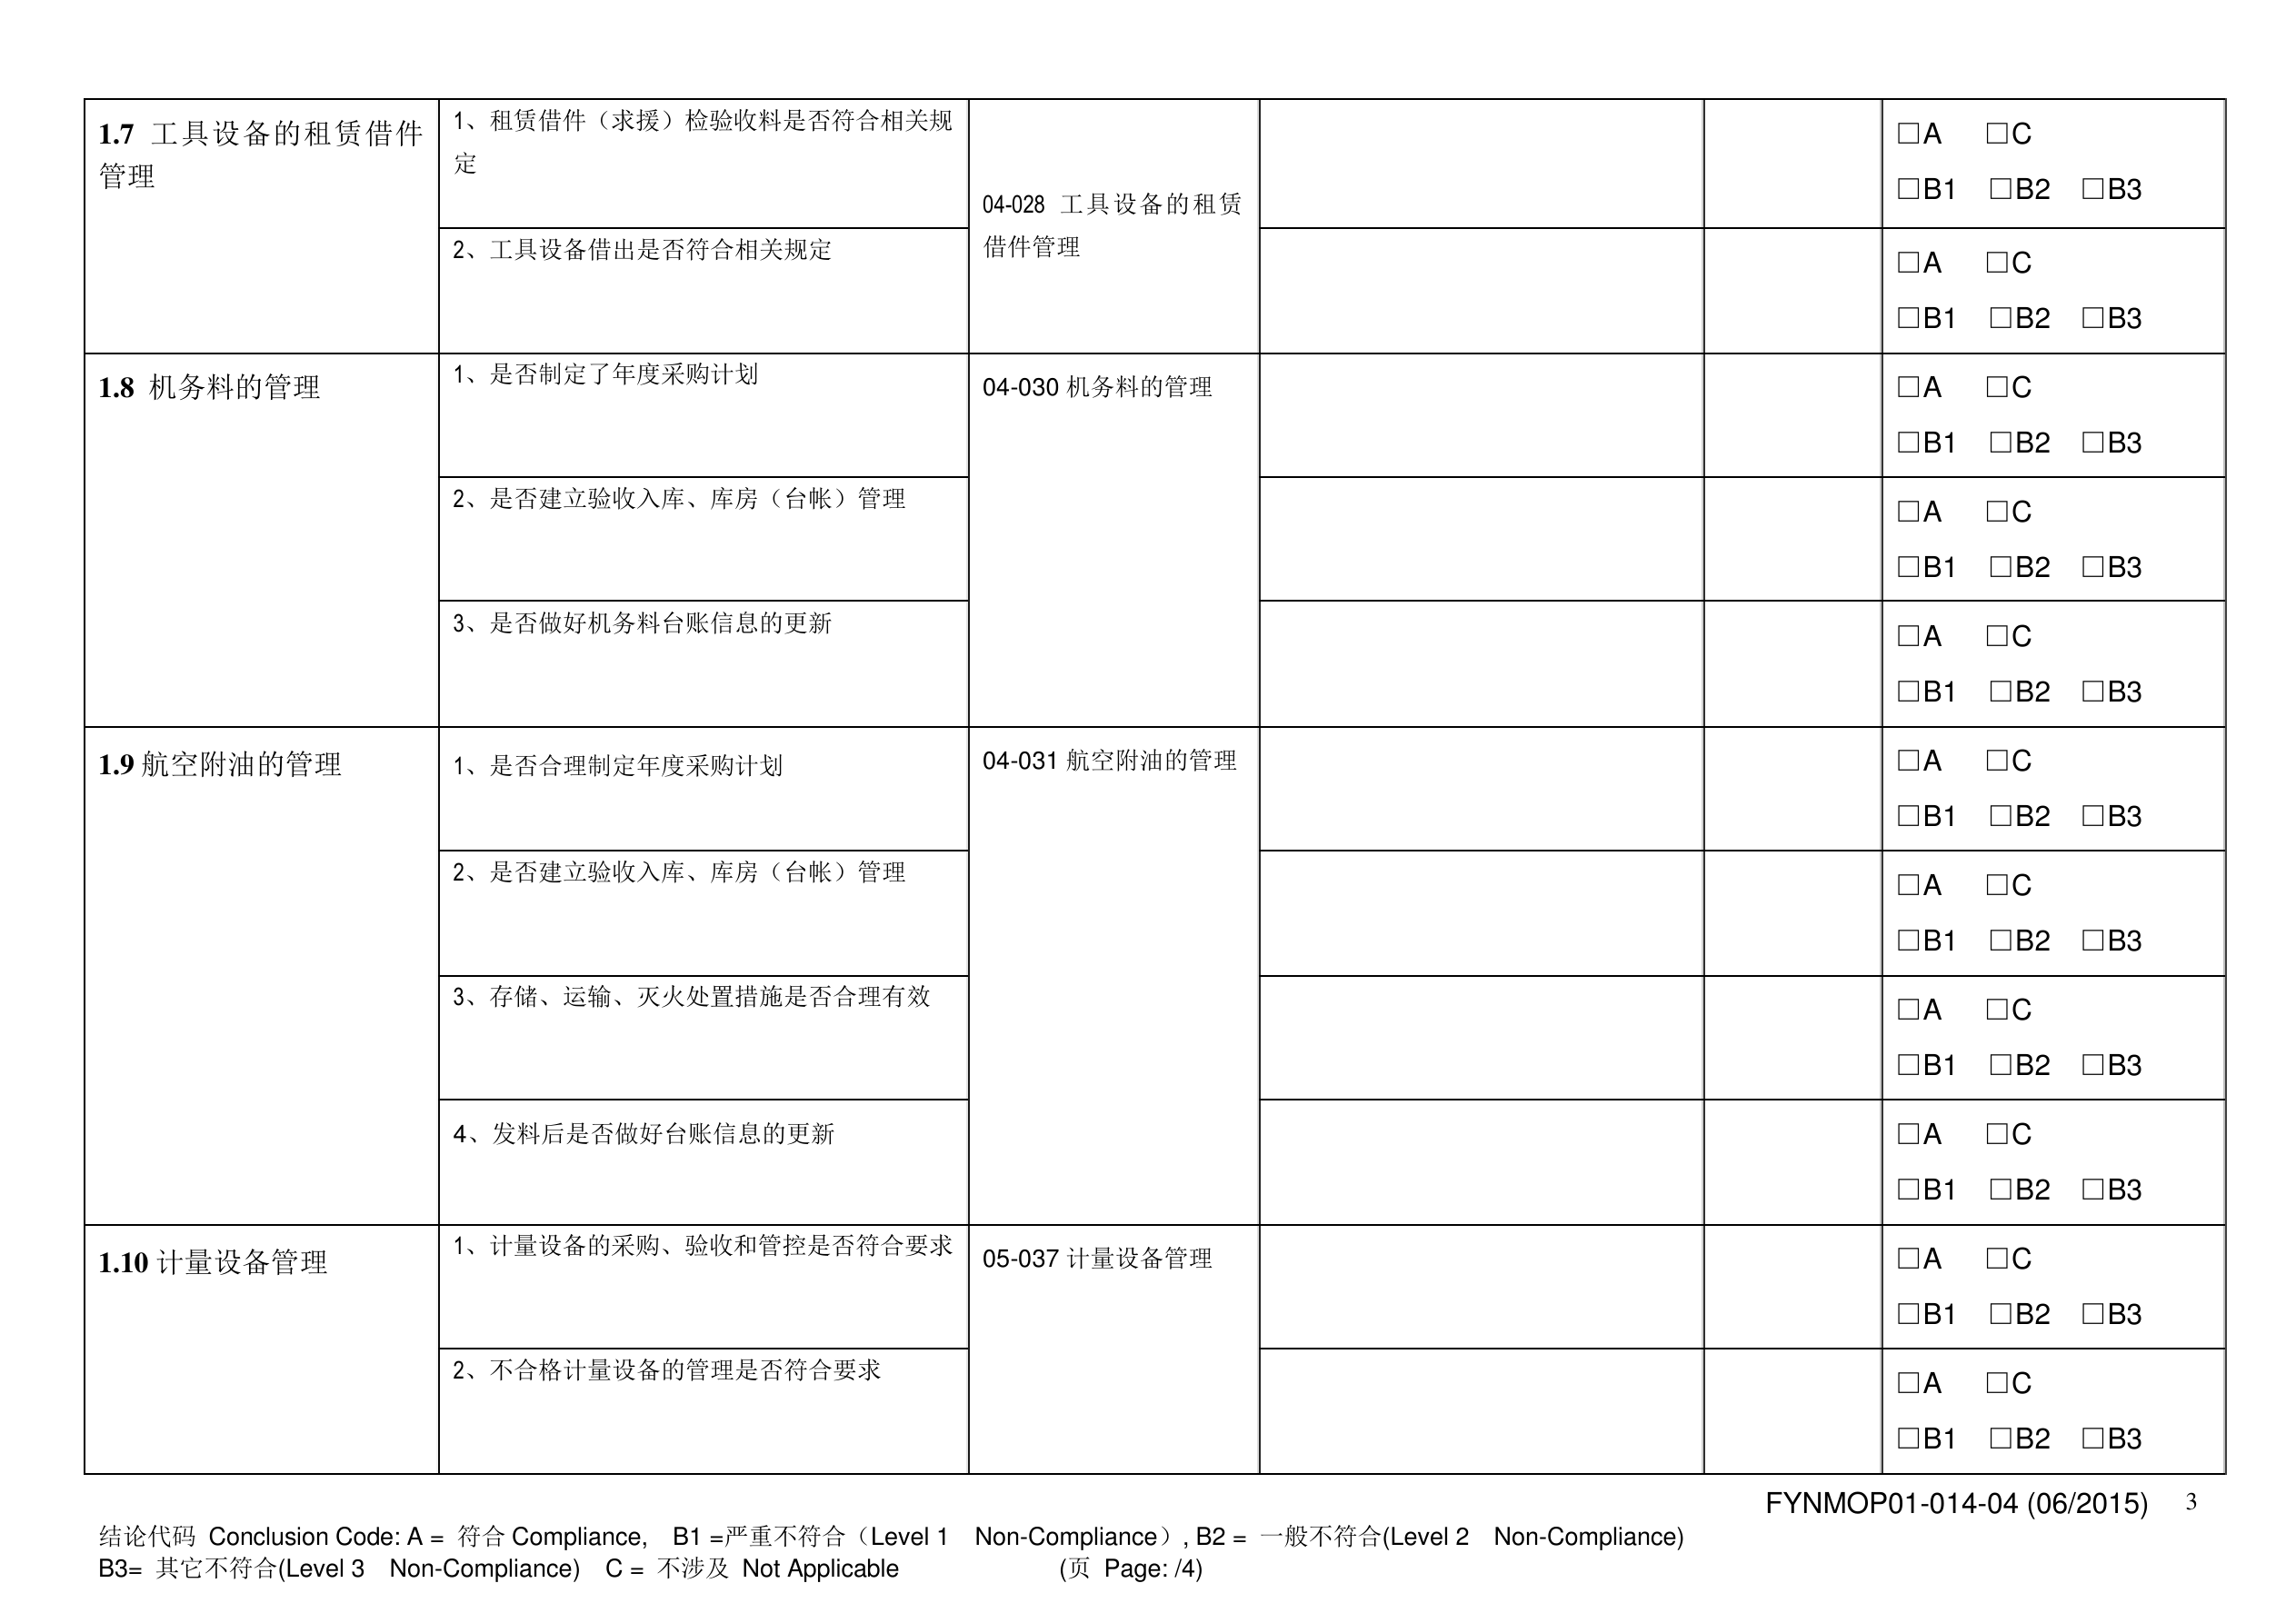 1.7 工具设备的租赁借件
管理
1、租赁借件（求援）检验收料是否符合相关规
定
04-028 工具设备的租赁
借件管理
□A □C
□B1 □B2 □B3
2、工具设备借出是否符合相关规定
□A □C
□B1 □B2 □B3
1.8 机务料的管理
1、是否制定了年度采购计划
04-030 机务料的管理
□A □C
□B1 □B2 □B3
2、是否建立验收入库、库房（台帐）管理
□A □C
□B1 □B2 □B3
3、是否做好机务料台账信息的更新
□A □C
□B1 □B2 □B3
1.9 航空附油的管理
1、是否合理制定年度采购计划
04-031 航空附油的管理
□A □C
□B1 □B2 □B3
2、是否建立验收入库、库房（台帐）管理
□A □C
□B1 □B2 □B3
3、存储、运输、灭火处置措施是否合理有效
□A □C
□B1 □B2 □B3
4、发料后是否做好台账信息的更新
□A □C
□B1 □B2 □B3
1.10 计量设备管理
1、计量设备的采购、验收和管控是否符合要求
05-037 计量设备管理
□A □C
□B1 □B2 □B3
2、不合格计量设备的管理是否符合要求
□A □C
□B1 □B2 □B3
FYNMOP01-014-04 (06/2015) 3
结论代码 Conclusion Code: A = 符合 Compliance, B1 =严重不符合（Level 1 Non-Compliance）, B2 = 一般不符合(Level 2 Non-Compliance)
B3= 其它不符合(Level 3 Non-Compliance) C = 不涉及 Not Applicable (页 Page: /4)